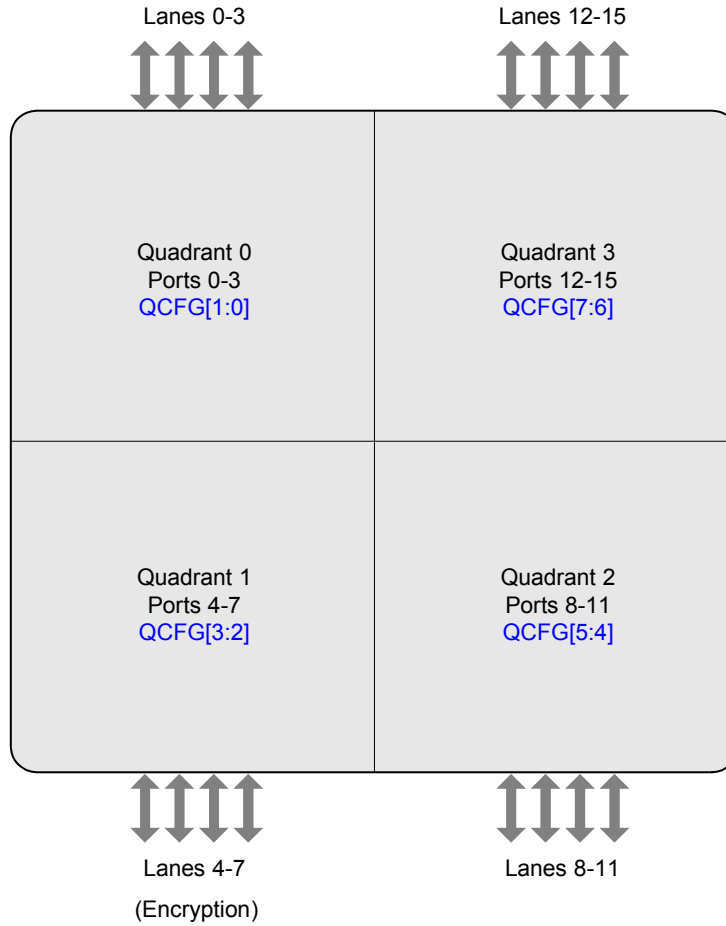 Lanes 0-3
Lanes 12-15
Quadrant 0
Ports 0-3
QCFG[1:0]
Quadrant 3
Ports 12-15
QCFG[7:6]
Quadrant 1
Ports 4-7
QCFG[3:2]
Quadrant 2
Ports 8-11
QCFG[5:4]
Lanes 4-7
(Encryption)
Lanes 8-11